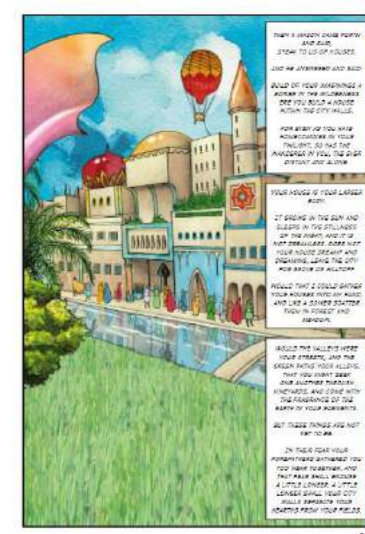 THEN A MASON CAME FORTH
AND SAID,
SPEAK TO US OF HOUSES.
AND HE ANSWERED AND SAID:
BUILD OF YOUR IMAGININGS A
BOWER IN THE WILDERNESS
ERE YOU BUILD A HOUSE
WITHIN THE CITY WALLS.
FOR EVEN AS YOU HAVE
HOMECOMINGS IN YOUR
TWILIGHT, SO HAS THE
WANDERER IN YOU, THE EVER
DISTANT AND ALONE.
YOUR HOUSE IS YOUR LARGER
BODY.
IT GROWS IN THE SUN AND
SLEEPS IN THE STILLNESS
OF THE NIGHT; AND IT IS
NOT DREAMLESS. DOES NOT
YOUR HOUSE DREAM? AND
DREAMING, LEAVE THE CITY
FOR GROVE OR HILLTOP?
WOULD THAT I COULD GATHER
YOUR HOUSES INTO MY HAND,
AND LIKE A SOWER SCATTER
THEM IN FOREST AND
MEADOW.
WOULD THE VALLEYS WERE
YOUR STREETS, AND THE
GREEN PATHS YOUR ALLEYS,
THAT YOU MIGHT SEEK
ONE ANOTHER THROUGH
VINEYARDS, AND COME WITH
THE FRAGRANCE OF THE
EARTH IN YOUR GARMENTS.
BUT THESE THINGS ARE NOT
YET TO BE.
IN THEIR FEAR YOUR
FOREFATHERS GATHERED YOU
TOO NEAR TOGETHER. AND
THAT FEAR SHALL ENDURE
A LITTLE LONGER. A LITTLE
LONGER SHALL YOUR CITY
WALLS SEPARATE YOUR
HEARTHS FROM YOUR FIELDS.